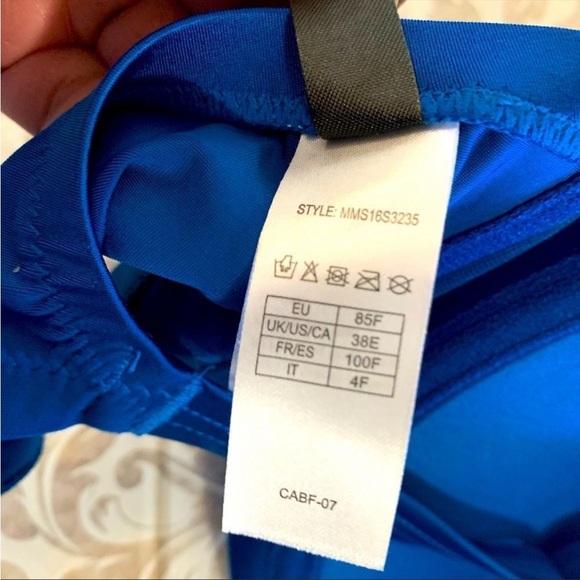 STYLE: MMS16S3235
EU 85F
UK/US/CA 38E
FR/ES 100F
IT 4F
CABF-07